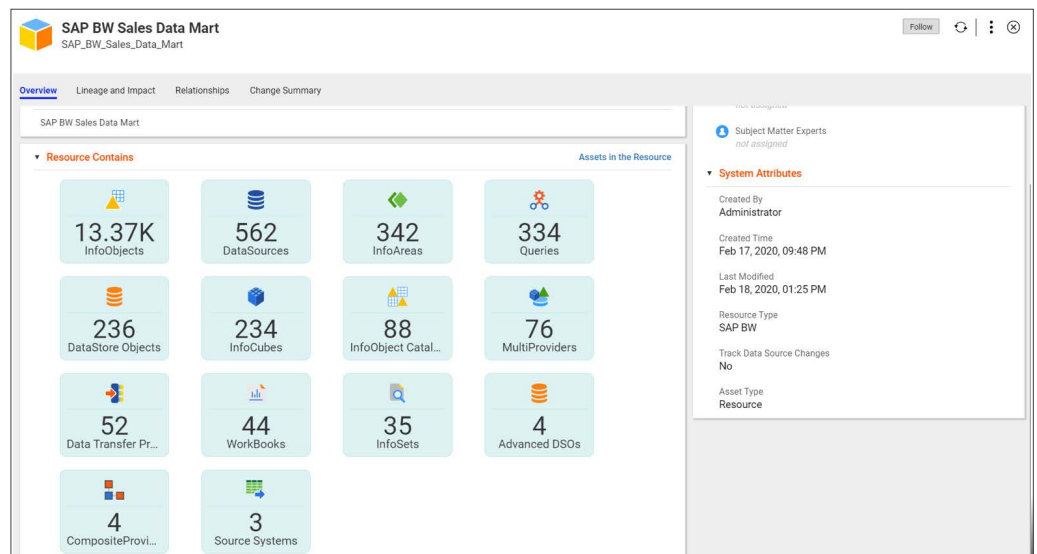 SAP BW Sales Data Mart
SAP_BW_Sales_Data_Mart
Follow
Overview
Lineage and Impact
Relationships
Change Summary
SAP BW Sales Data Mart
Resource Contains
Assets in the Resource
13.37K
InfoObjects
562
DataSources
342
InfoAreas
334
Queries
236
DataStore Objects
234
InfoCubes
88
InfoObject Catal...
76
MultiProviders
52
Data Transfer Pr...
44
WorkBooks
35
InfoSets
4
Advanced DSOs
4
CompositeProvi...
3
Source Systems
not assigned
Subject Matter Experts
not assigned
System Attributes
Created By
Administrator
Created Time
Feb 17, 2020, 09:48 PM
Last Modified
Feb 18, 2020, 01:25 PM
Resource Type
SAP BW
Track Data Source Changes
No
Asset Type
Resource